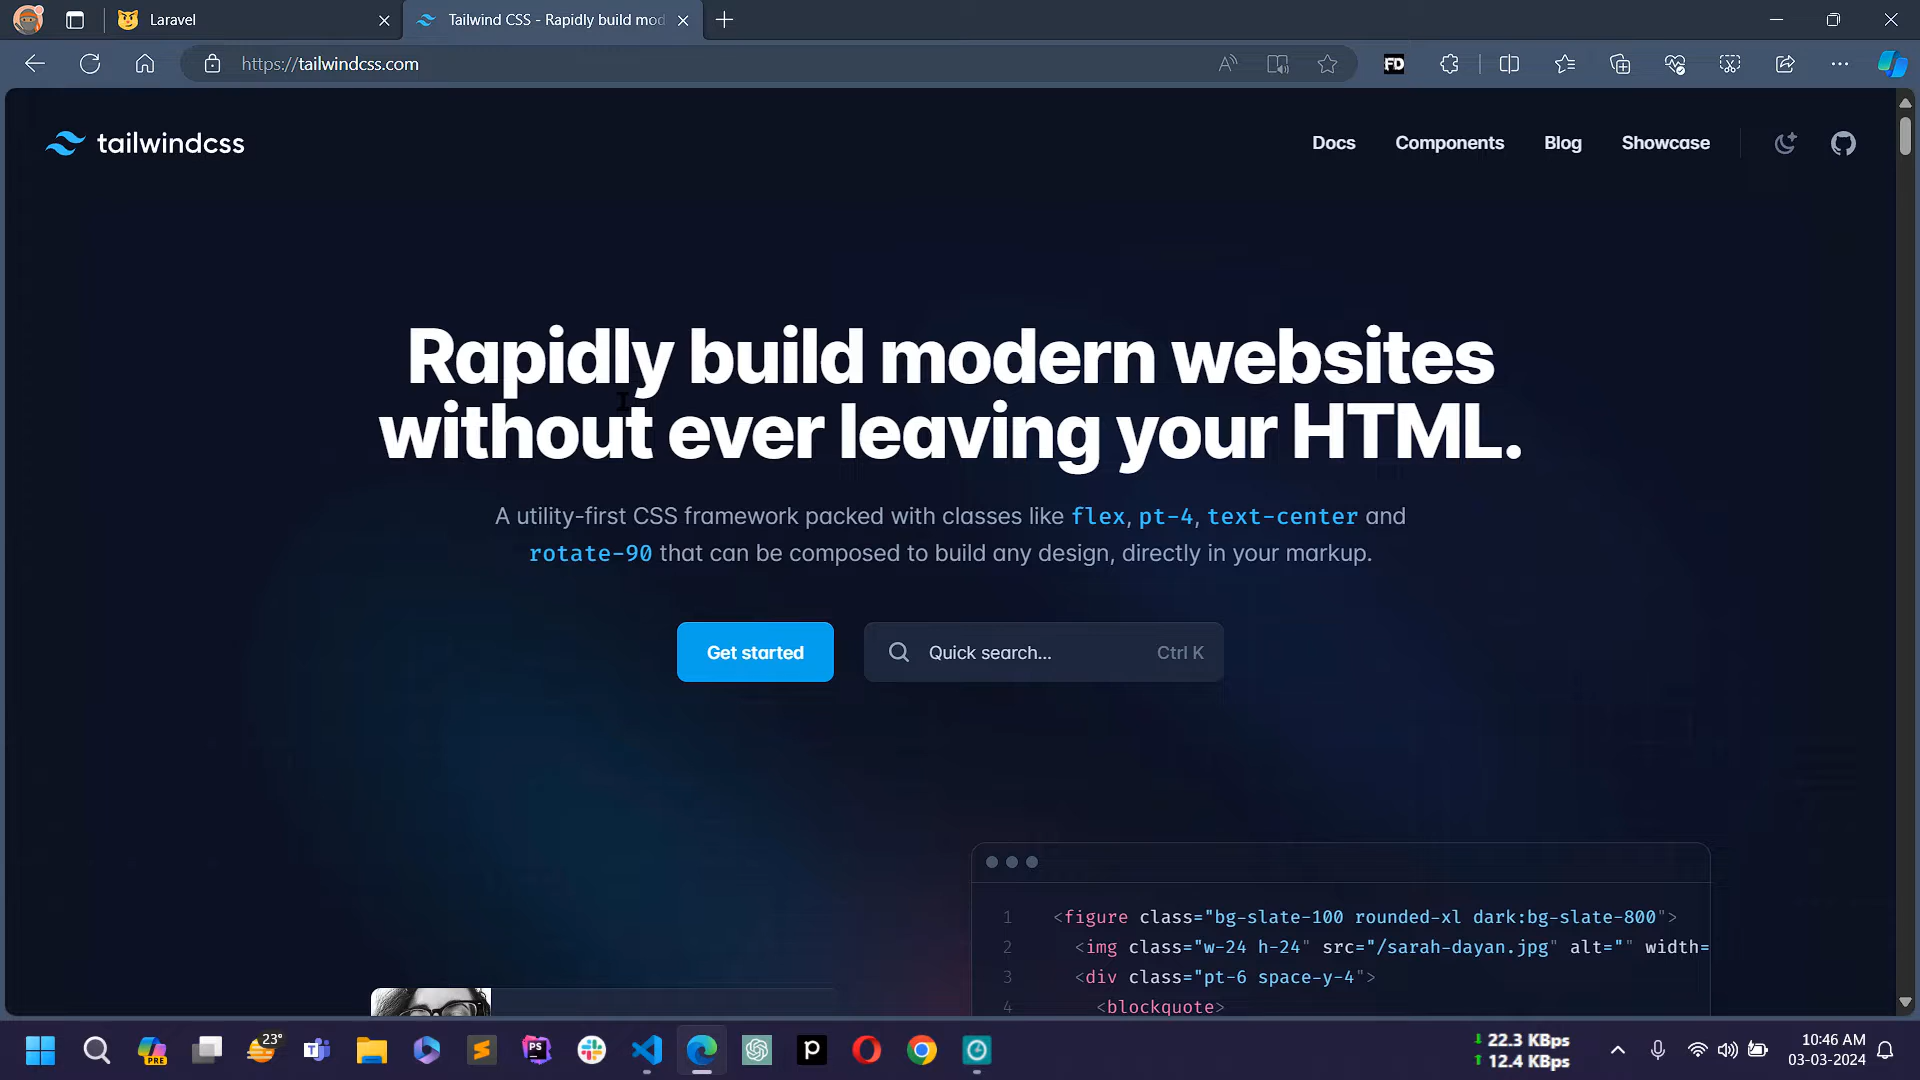 Laravel
Tailwind CSS - Rapidly build mod
https://tailwindcss.com
FD
tailwindcss
Docs
Components
Blog
Showcase
Rapidly build modern websites
without ever leaving your HTML.
A utility-first CSS framework packed with classes like flex, pt-4, text-center and
rotate-90 that can be composed to build any design, directly in your markup.
Get started
Quick search...
Ctrl K
1 <figure class="bg-slate-100 rounded-xl dark:bg-slate-800">
2 <img class="w-24 h-24" src="/sarah-dayan.jpg" alt="" width=
3 <div class="pt-6 space-y-4">
4 <blockquote>
PRE
23°
PS
p
22.3 KBps
12.4 KBps
10:46 AM
03-03-2024